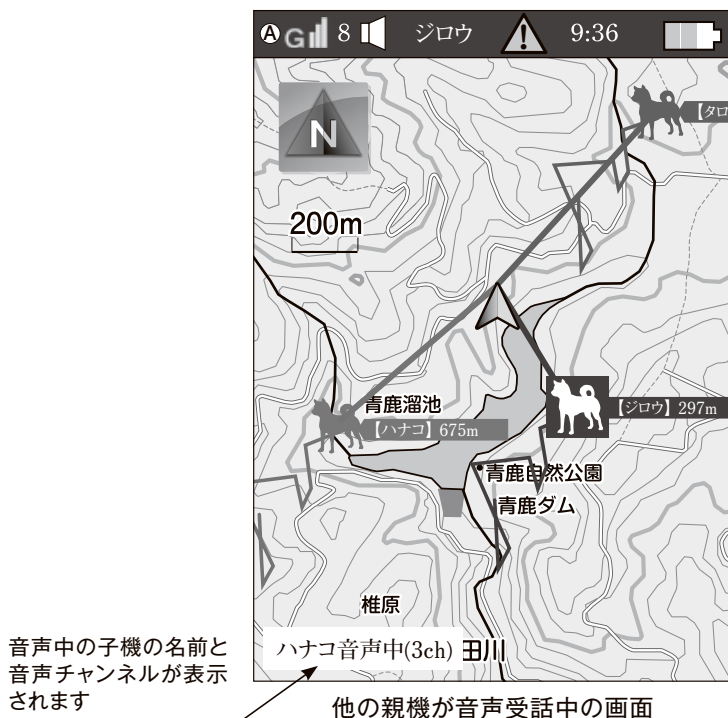 Ⓐ G 8 ジロウ 9:36
【タロ
N
200m
青鹿溜池
【ハナコ】 675m
【ジロウ】 297m
青鹿自然公園
青鹿ダム
椎原
ハナコ音声中(3ch) 田川
音声中の子機の名前と
音声チャンネルが表示
されます
他の親機が音声受話中の画面